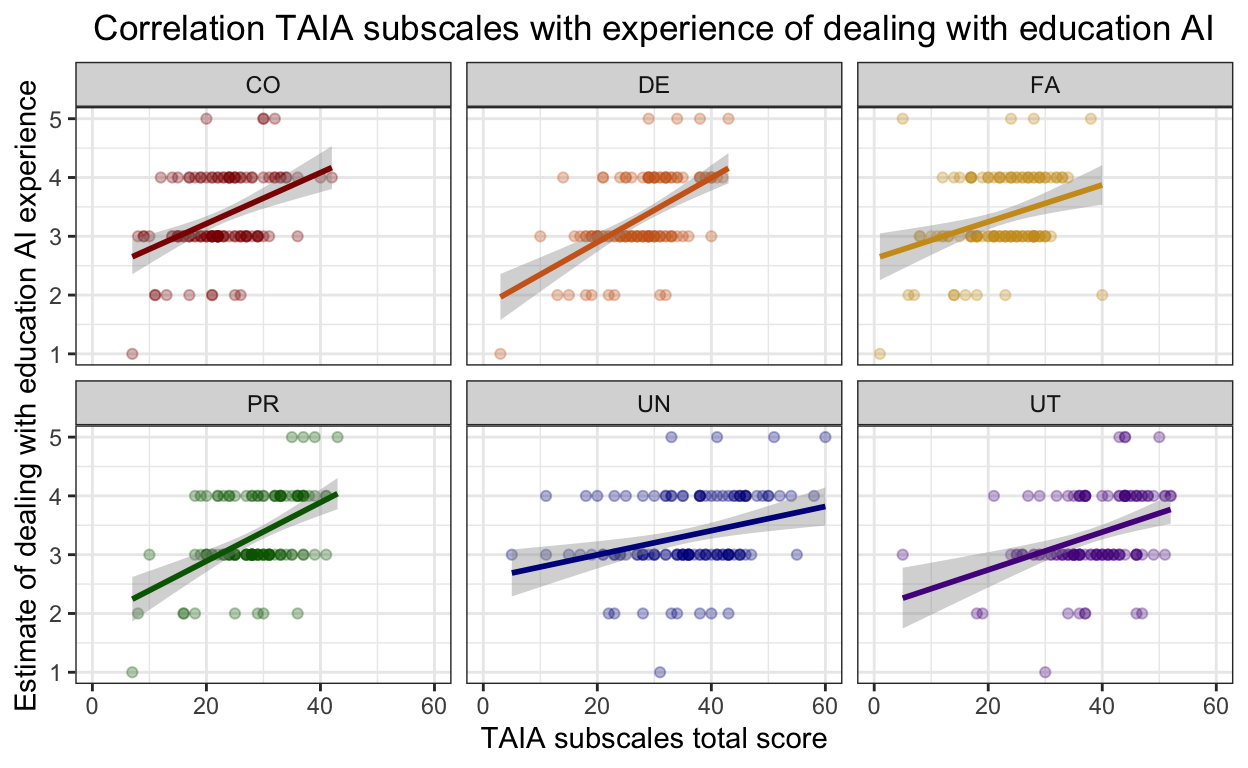 Correlation TAIA subscales with experience of dealing with education AI
CO
DE
FA
5
4
3
2
1
PR
UN
UT
5
4
3
2
1
0
20
40
60
0
20
40
60
0
20
40
60
Estimate of dealing with education AI experience
TAIA subscales total score